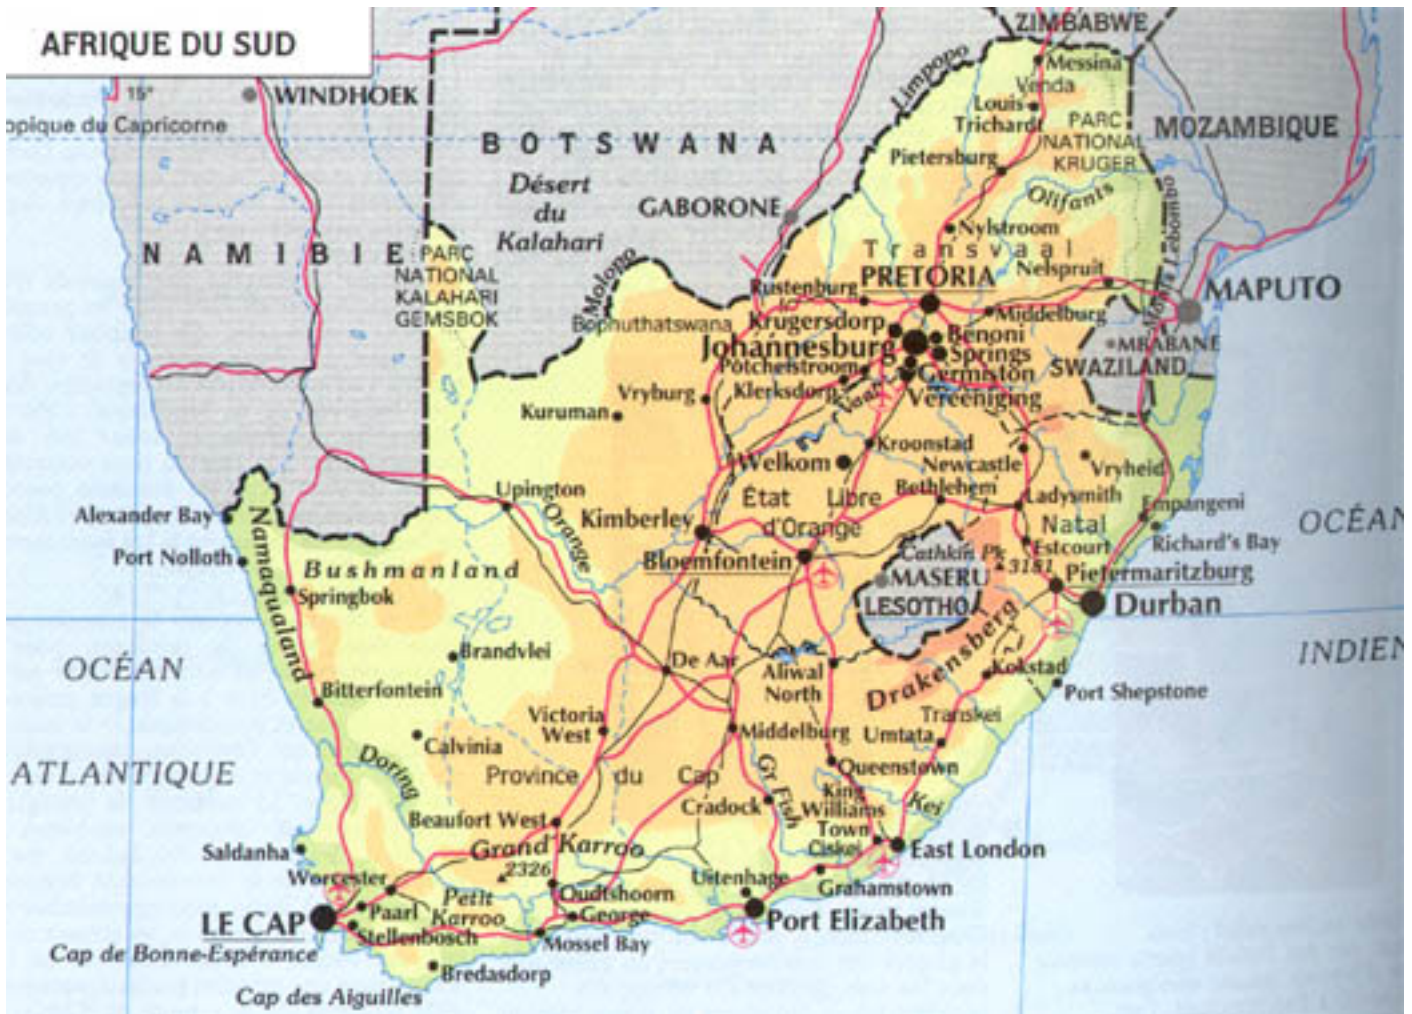 AFRIQUE DU SUD
ZIMBABWE
Messina
Venda
Louis
Trichardt
PARC
NATIONAL
KRUGER
Limpopo
15°
WINDHOEK
opique du Capricorne
BOTSWANA
MOZAMBIQUE
Pietersburg
Désert
du
Kalahari
GABORONE
Olifants
Nylstroom
NAMIBIE
PARC
NATIONAL
KALAHARI
GEMSBOK
Molopo
Transvaal
Nelspruit
PRETORIA
Rustenburg
MAPUTO
Monts Lebombo
Bophuthatswana
Krugersdorp
Middelburg
Benoni
Johannesburg
Springs
MBABANE
Potchelstroom
Germiston
SWAZILAND
Klerksdorp
Vaal
Vereeniging
Vryburg
Kuruman
Kroonstad
Welkom
Newcastle
Vryheid
Upington
Orange
État Libre
d'Orange
Bethlehem
Ladysmith
Empangeni
Natal
OCÉAN
Alexander Bay
Kimberley
Richard's Bay
Port Nolloth
Namaqualand
Bushmanland
Bloemfontein
Cathkin Pk
3181
Estcourt
MASERU
Pietermaritzburg
Springbok
LESOTHO
Durban
Drakensberg
INDIEN
OCÉAN
Brandvlei
De Aar
Aliwal
North
Kokstad
Port Shepstone
Bitterfontein
Victoria
West
Middelburg
Transkei
Umtata
Calvinia
ATLANTIQUE
Doring
Province du Cap
Gt Fish
Queenstown
Cradock
King
Williams
Town
Kei
Beaufort West
Grand Karroo
Ciskei
East London
Saldanha
2326
Worcester
Petit
Karroo
Oudtshoorn
Uitenhage
Grahamstown
LE CAP
Paarl
George
Port Elizabeth
Stellenbosch
Mossel Bay
Cap de Bonne-Espérance
Bredasdorp
Cap des Aiguilles